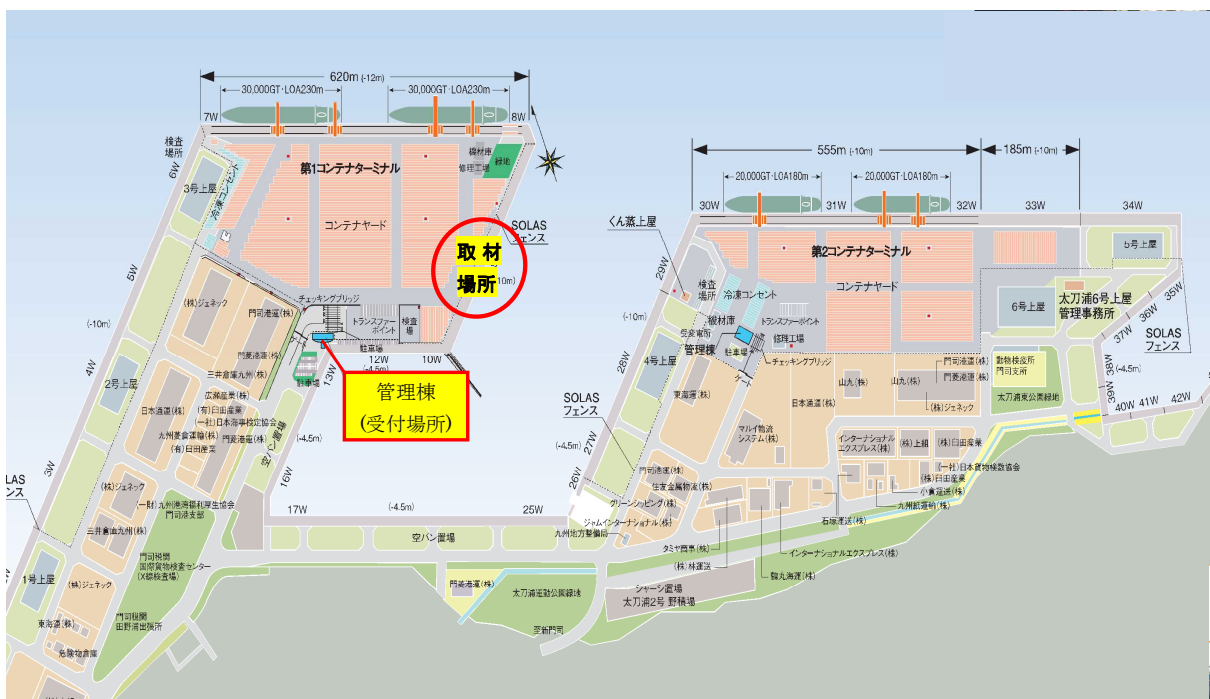 620m (-12m)
30,000GT・LOA230m
30,000GT・LOA230m
7W
8W
検査
場所
6W
3号上屋
冷凍コンセント
第1コンテナターミナル
機材庫
修理工場
緑地
コンテナヤード
SOLAS
フェンス
取 材
場所
5W
(-10m)
4W
(株)ジェネック
門司港運(株)
チェッキングブリッジ
トランスファー
ポイント
検査
場
駐車場
12W
(-4.5m)
10W
13W
門菱港運(株)
駐車場
三井倉庫九州(株)
管理棟
(受付場所)
2号上屋
広瀬産業(株)
(有)臼田産業
日本通運(株)
(一社)日本海事検定協会
九州菱倉運輸(株)
門菱港運(株)
(有)臼田産業
空バン置場
(-4.5m)
3W
16W
SOLAS
フェンス
(株)ジェネック
(一財)九州港湾福利厚生協会
門司港支部
三井倉庫九州(株)
17W
(-4.5m)
25W
空バン置場
門司税関
国際貨物検査センター
(X線検査場)
1号上屋
(株)ジェネック
門司税関
田野浦出張所
東海運(株)
危険物倉庫
門菱港運(株)
太刀浦運動公園緑地
至新門司
555m (-10m)
185m (-10m)
20,000GT・LOA180m
20,000GT・LOA180m
30W
31W
32W
33W
34W
くん蒸上屋
29W
検査
場所
冷凍コンセント
第2コンテナターミナル
コンテナヤード
機材庫
受変電所
管理棟
駐車場
トランスファーポイント
修理工場
チェッキングブリッジ
ゲート
(-10m)
28W
4号上屋
東海運(株)
日本通運(株)
山九(株)
山九(株)
門司港運(株)
門菱港運(株)
(株)ジェネック
5号上屋
6号上屋
太刀浦6号上屋
管理事務所
35W
36W
37W
SOLAS
フェンス
動物検疫所
門司支所
太刀浦東公園緑地
38W
39W
(-4.5m)
40W
41W
42W
SOLAS
フェンス
(-4.5m)
27W
26W
マルイ物流
システム(株)
インターナショナル
エクスプレス(株)
(株)上組
(株)臼田産業
(一社)日本貨物検数協会
(株)臼田産業
小倉運送(株)
九州紙運輸(株)
石塚運送(株)
門司港運(株)
住友金属物流(株)
グリーンシッピング(株)
ジャムインターナショナル(株)
九州地方整備局
タミヤ商事(株)
(株)林運送
インターナショナルエクスプレス(株)
鶴丸海運(株)
シャーシ置場
太刀浦2号 野積場